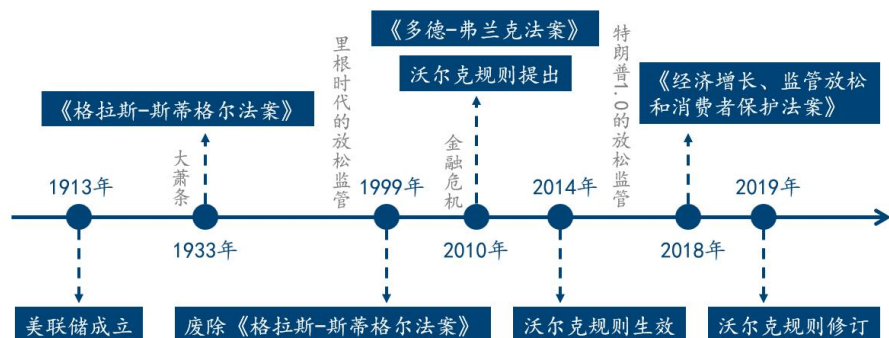 《多德-弗兰克法案》
沃尔克规则提出
《格拉斯-斯蒂格尔法案》
《经济增长、监管放松
和消费者保护法案》
大萧条
里根时代的放松监管
金融危机
特朗普1.0的放松监管
1913年
1999年
2014年
2019年
1933年
2010年
2018年
美联储成立
废除《格拉斯-斯蒂格尔法案》
沃尔克规则生效
沃尔克规则修订